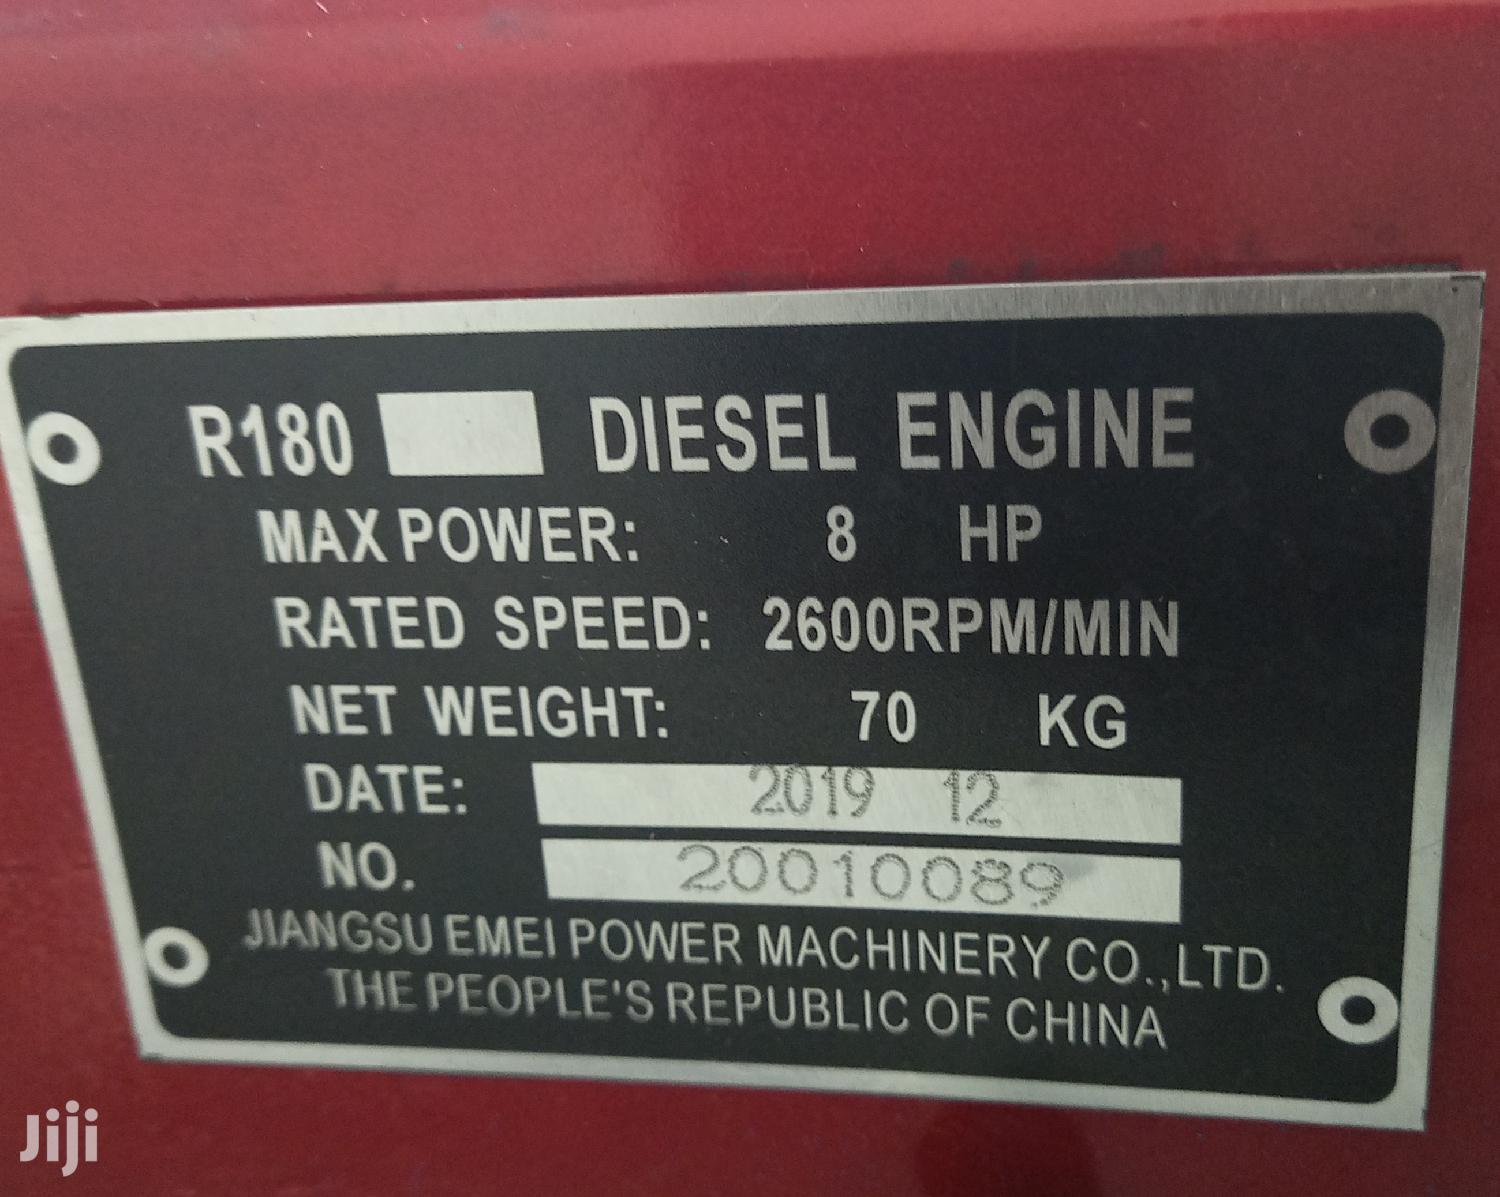 R180 DIESEL ENGINE
MAX POWER: 8 HP
RATED SPEED: 2600RPM/MIN
NET WEIGHT: 70 KG
DATE: 2019 12
NO. 20010089
JIANGSU EMEI POWER MACHINERY CO.,LTD.
THE PEOPLE'S REPUBLIC OF CHINA
Jiji